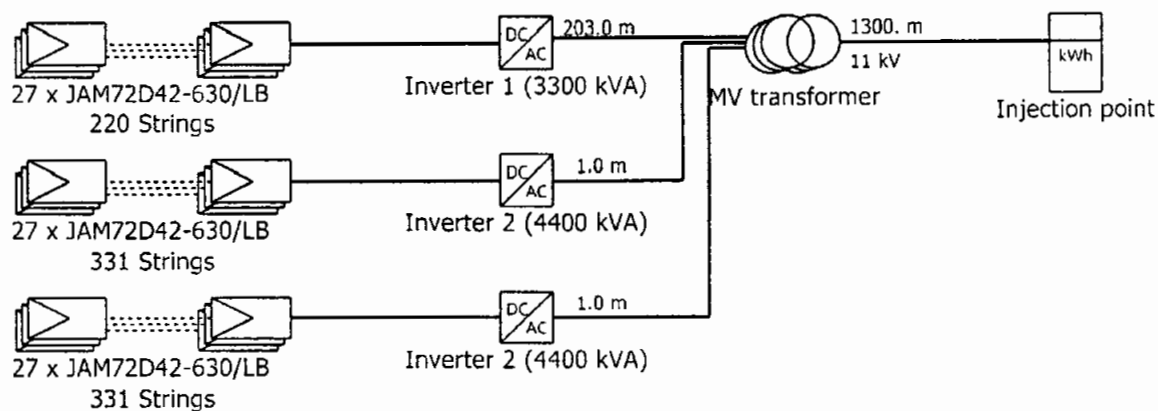 DC
AC
203.0 m
1300. m
11 kV
kWh
27 x JAM72D42-630/LB
220 Strings
Inverter 1 (3300 kVA)
MV transformer
Injection point
DC
AC
1.0 m
27 x JAM72D42-630/LB
331 Strings
Inverter 2 (4400 kVA)
DC
AC
1.0 m
27 x JAM72D42-630/LB
331 Strings
Inverter 2 (4400 kVA)